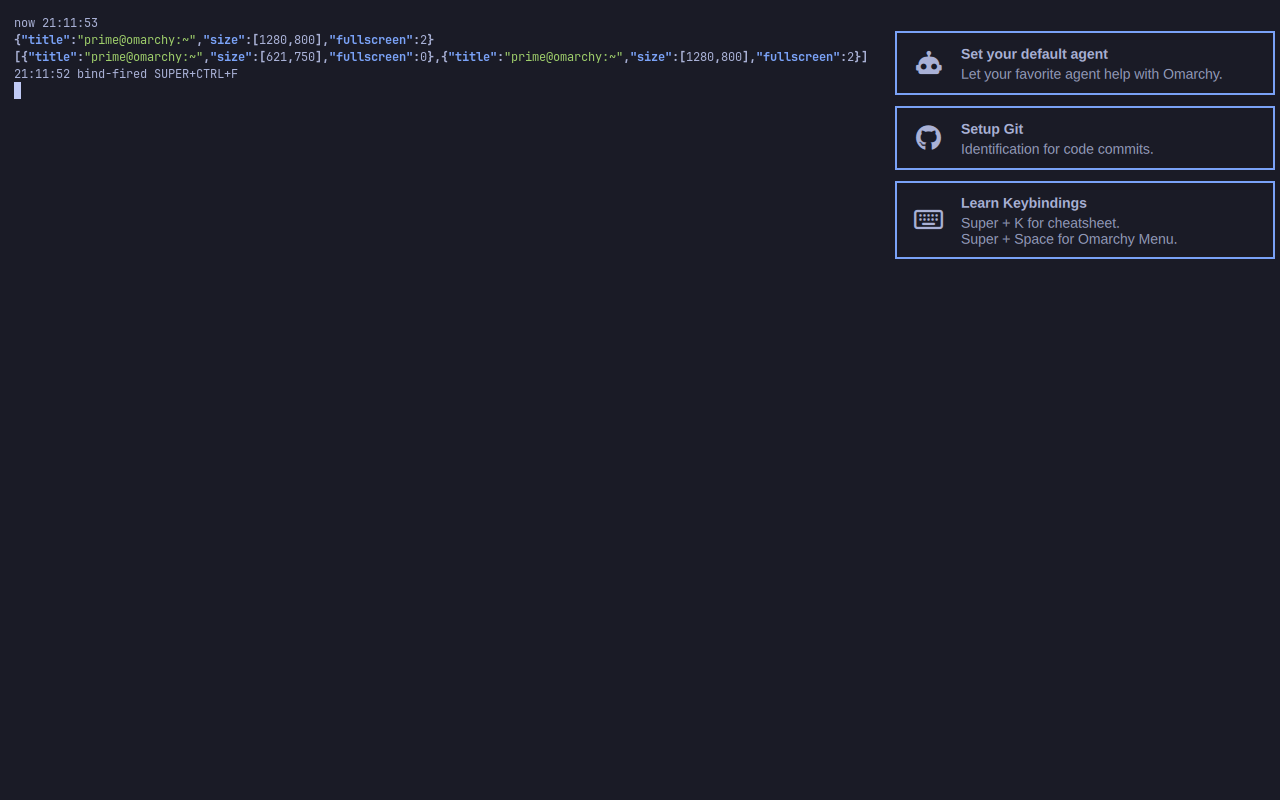 now 21:11:53
{"title":"prime@omarchy:~","size":[1280,800],"fullscreen":2}
[{"title":"prime@omarchy:~","size":[621,750],"fullscreen":0},{"title":"prime@omarchy:~","size":[1280,800],"fullscreen":2}]
21:11:52 bind-fired SUPER+CTRL+F
Set your default agent
Let your favorite agent help with Omarchy.
Setup Git
Identification for code commits.
Learn Keybindings
Super + K for cheatsheet.
Super + Space for Omarchy Menu.